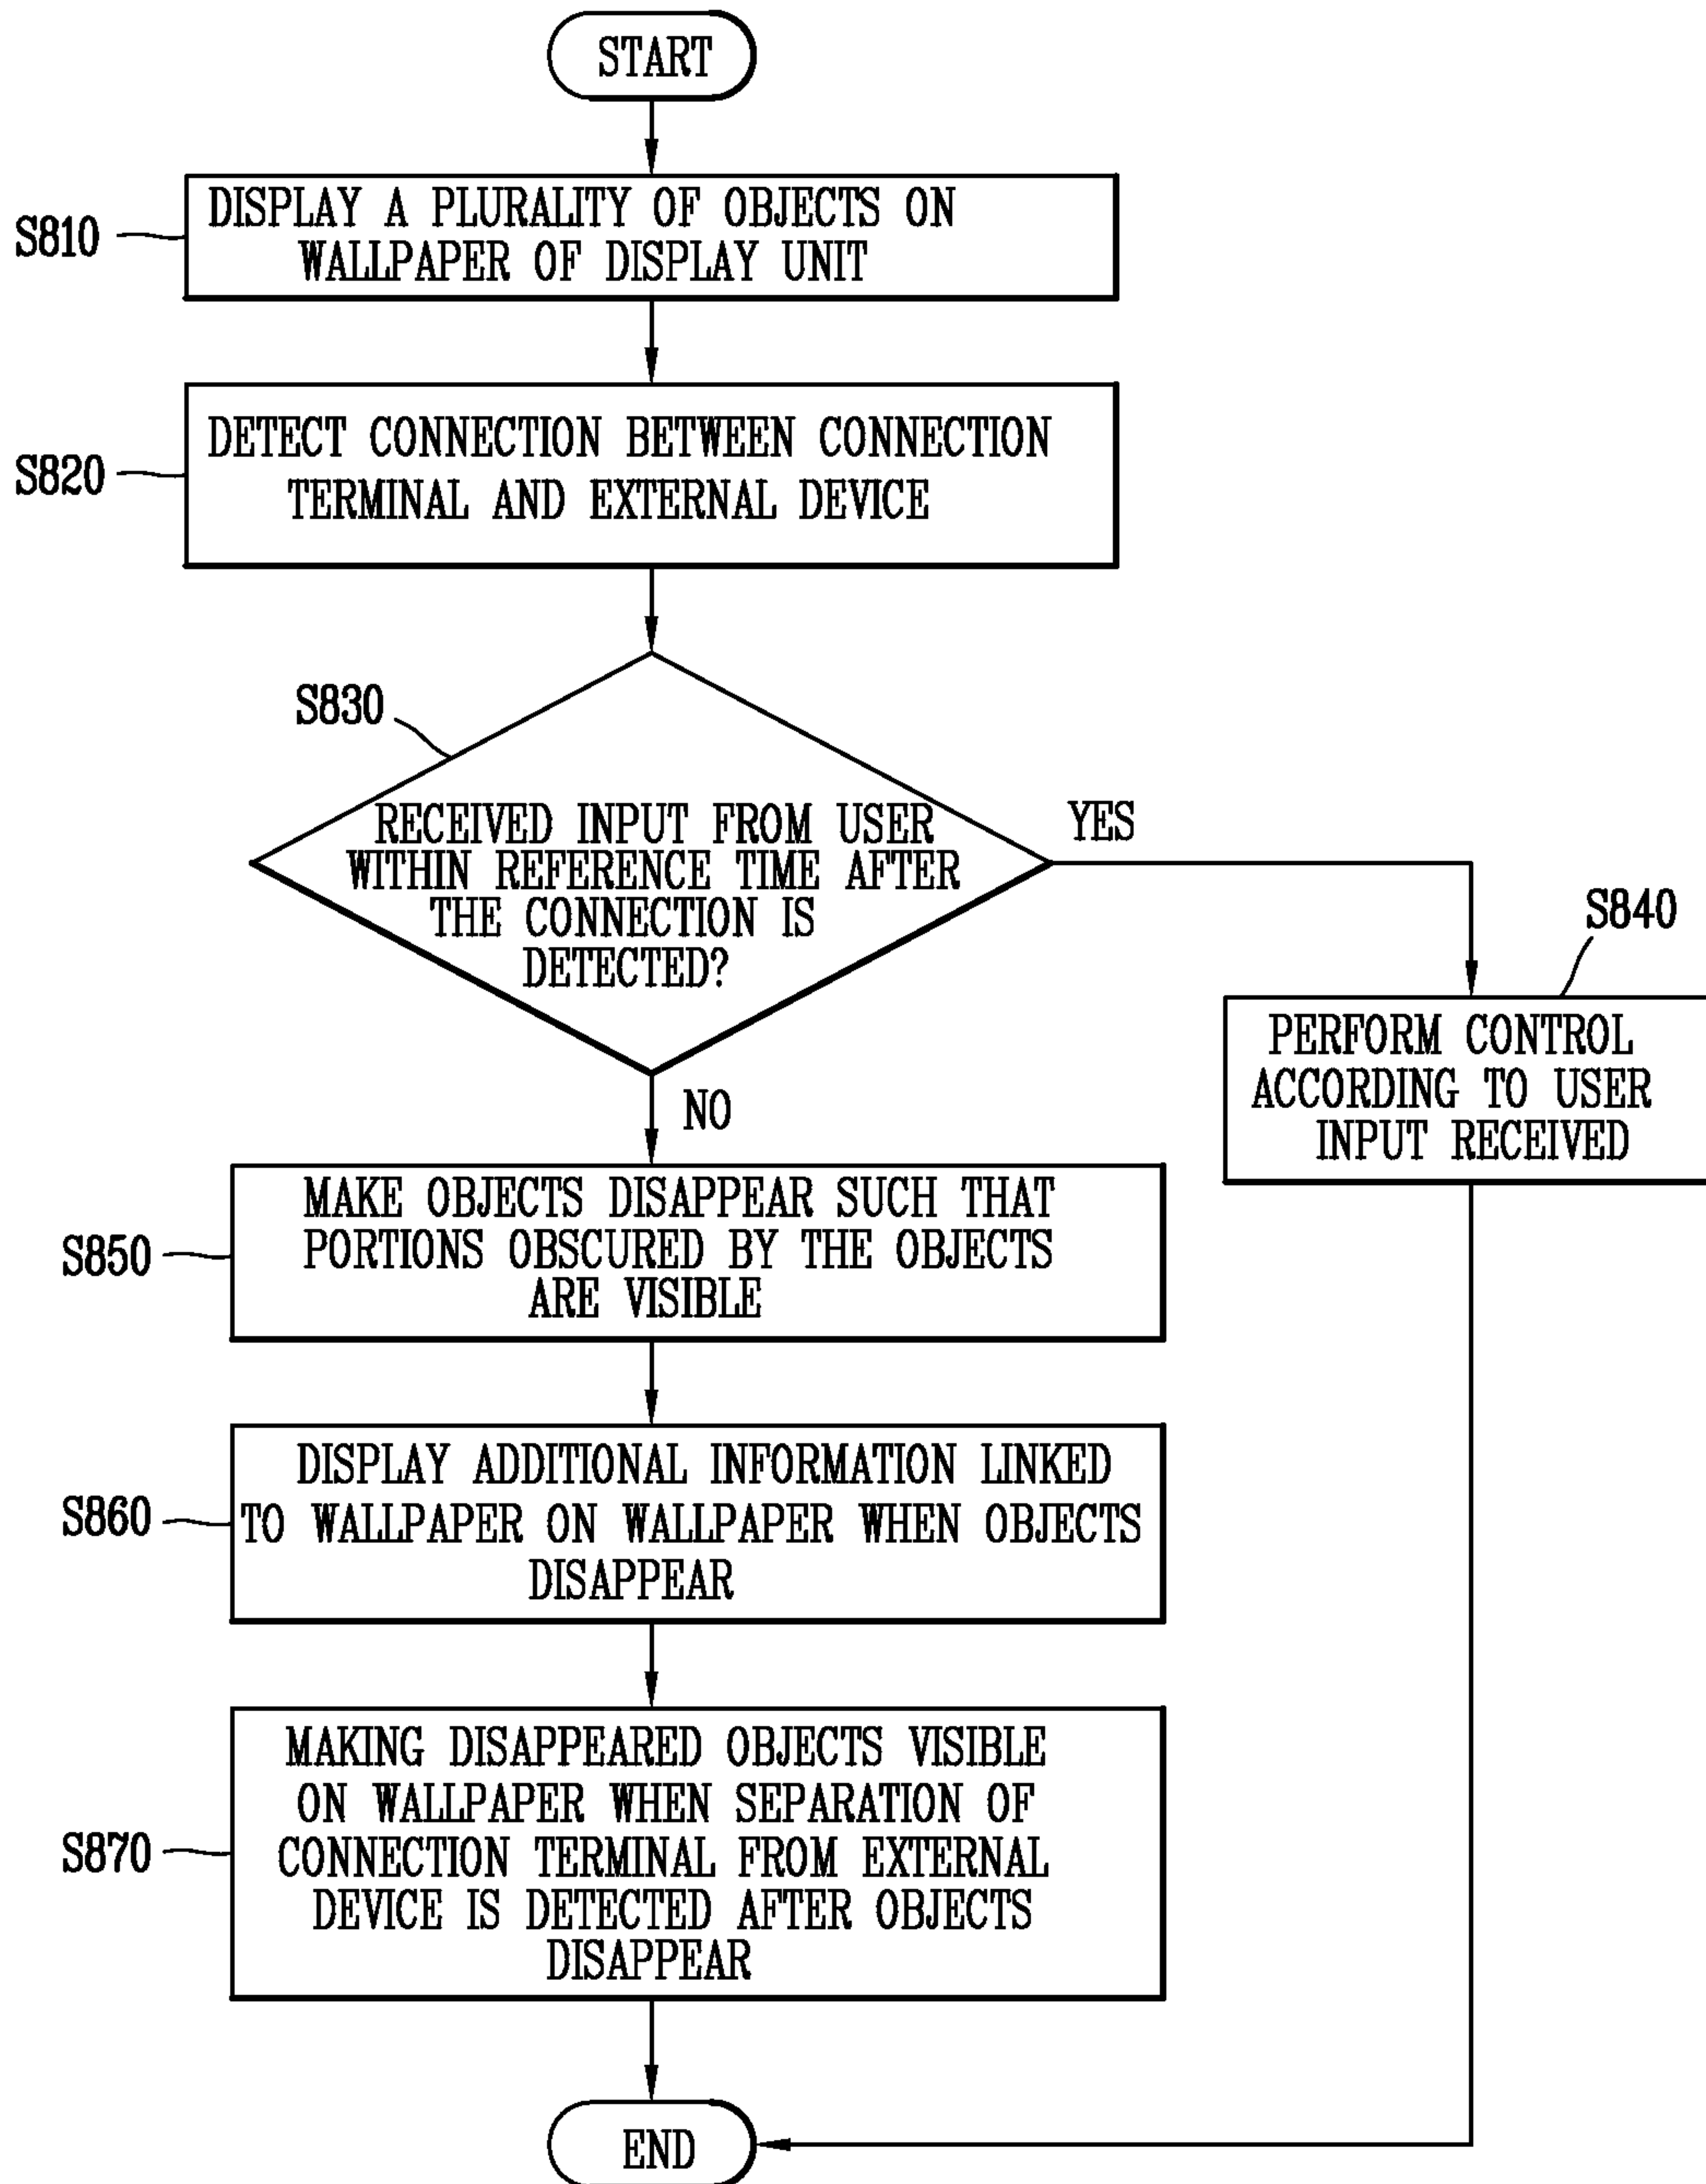 START
S810
DISPLAY A PLURALITY OF OBJECTS ON
WALLPAPER OF DISPLAY UNIT
S820
DETECT CONNECTION BETWEEN CONNECTION
TERMINAL AND EXTERNAL DEVICE
S830
RECEIVED INPUT FROM USER
WITHIN REFERENCE TIME AFTER
THE CONNECTION IS
DETECTED?
YES
S840
PERFORM CONTROL
ACCORDING TO USER
INPUT RECEIVED
NO
S850
MAKE OBJECTS DISAPPEAR SUCH THAT
PORTIONS OBSCURED BY THE OBJECTS
ARE VISIBLE
S860
DISPLAY ADDITIONAL INFORMATION LINKED
TO WALLPAPER ON WALLPAPER WHEN OBJECTS
DISAPPEAR
S870
MAKING DISAPPEARED OBJECTS VISIBLE
ON WALLPAPER WHEN SEPARATION OF
CONNECTION TERMINAL FROM EXTERNAL
DEVICE IS DETECTED AFTER OBJECTS
DISAPPEAR
END